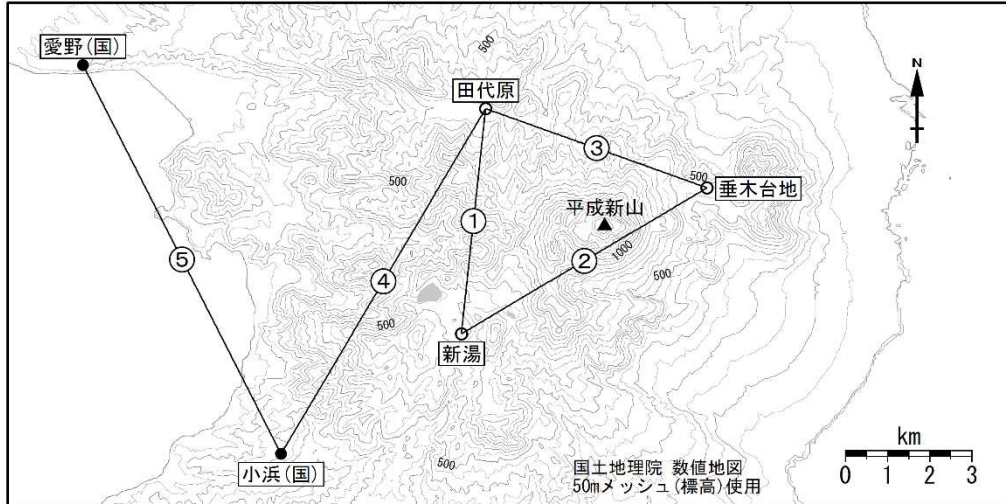 愛野(国)
500
N
田代原
③
500
500
垂木台地
平成新山
①
⑤
②
1000
④
500
500
新湯
km
小浜(国)
500
国土地理院 数値地図
50mメッシュ(標高)使用
0 1 2 3